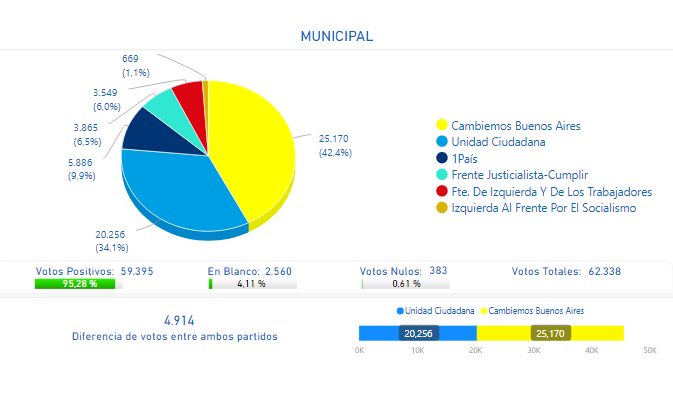 MUNICIPAL
669
(1,1%)
3.549
(6,0%)
3.865
(6,5%)
5.886
(9,9%)
20.256
(34,1%)
25.170
(42,4%)
Cambiemos Buenos Aires
Unidad Ciudadana
1País
Frente Justicialista-Cumplir
Fte. De Izquierda Y De Los Trabajadores
Izquierda Al Frente Por El Socialismo
Votos Positivos: 59.395
95,28 %
En Blanco: 2.560
4,11 %
Votos Nulos: 383
0,61 %
Votos Totales: 62.338
4.914
Diferencia de votos entre ambos partidos
Unidad Ciudadana Cambiemos Buenos Aires
20,256 25,170
0K 10K 20K 30K 40K 50K